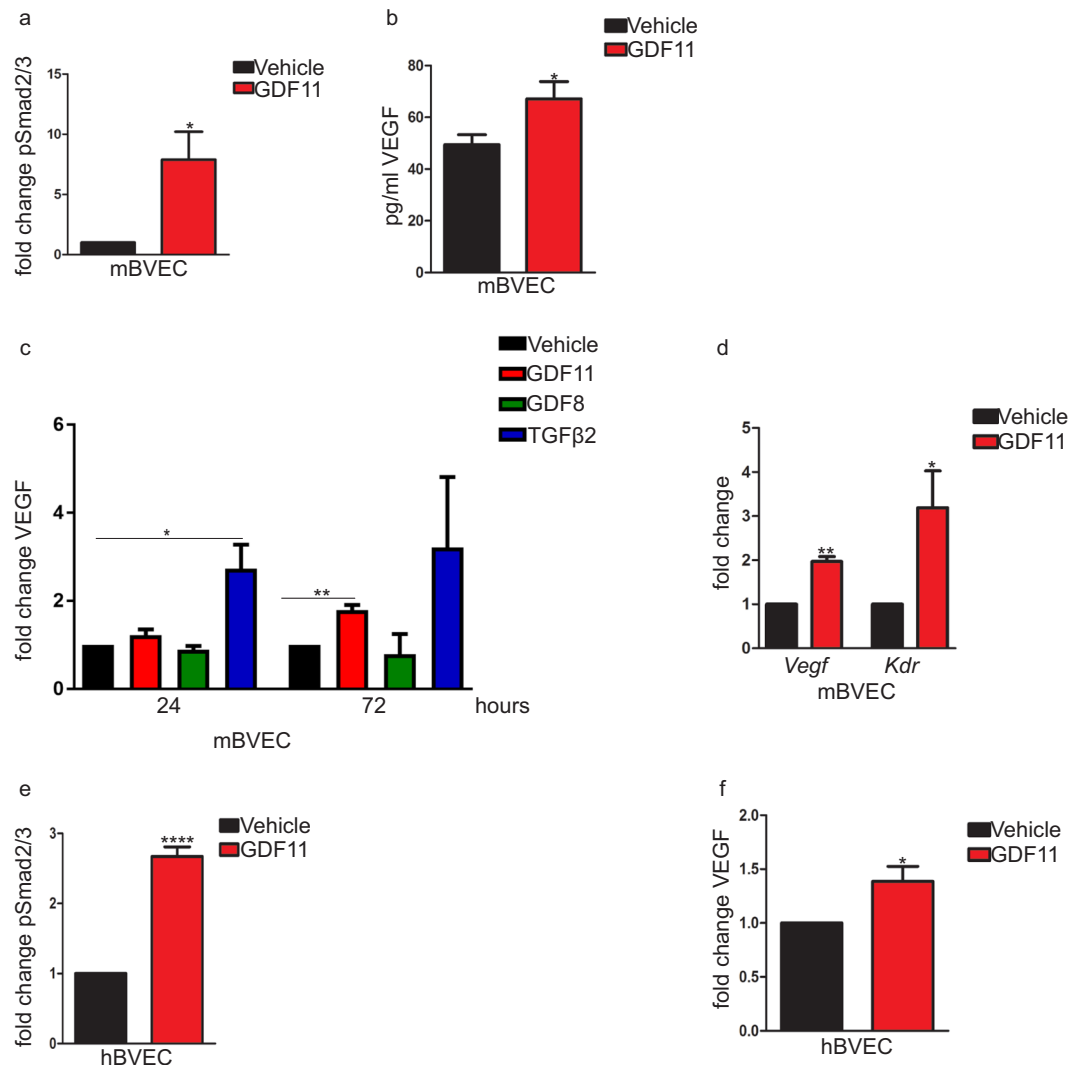 a
Vehicle
GDF11
fold change pSmad2/3
15
*
10
5
0
mBVEC
b
Vehicle
GDF11
pg/ml VEGF
80
*
60
40
20
0
mBVEC
c
Vehicle
GDF11
GDF8
TGFβ2
fold change VEGF
6
4
*
**
2
0
24 72 hours
mBVEC
d
Vehicle
GDF11
fold change
5
4
*
3
**
2
1
0
Vegf Kdr
mBVEC
e
Vehicle
GDF11
fold change pSmad2/3
3
****
2
1
0
hBVEC
f
Vehicle
GDF11
fold change VEGF
2.0
*
1.5
1.0
0.5
0.0
hBVEC